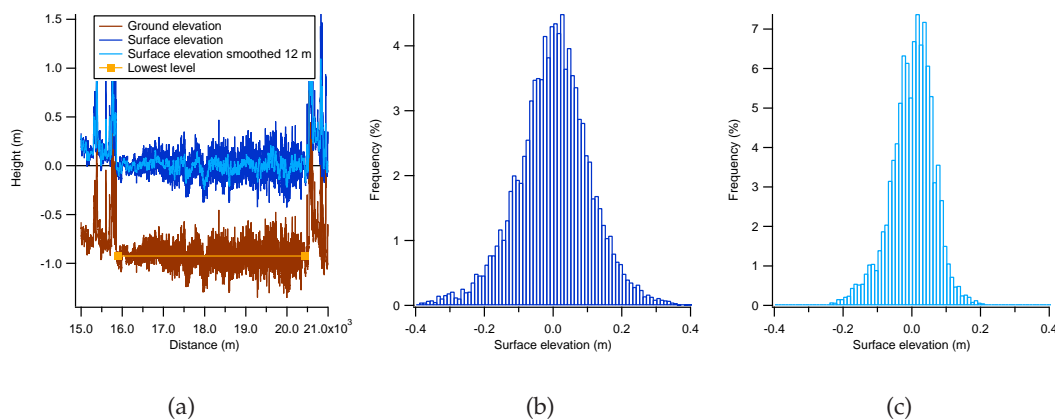 1.5
1.0
0.5
0.0
-0.5
-1.0
Height (m)
Ground elevation
Surface elevation
Surface elevation smoothed 12 m
Lowest level
15.0 16.0 17.0 18.0 19.0 20.0 21.0x10³
Distance (m)
(a)
4
3
2
1
0
Frequency (%)
-0.4 -0.2 0.0 0.2 0.4
Surface elevation (m)
(b)
7
6
5
4
3
2
1
0
Frequency (%)
-0.4 -0.2 0.0 0.2 0.4
Surface elevation (m)
(c)